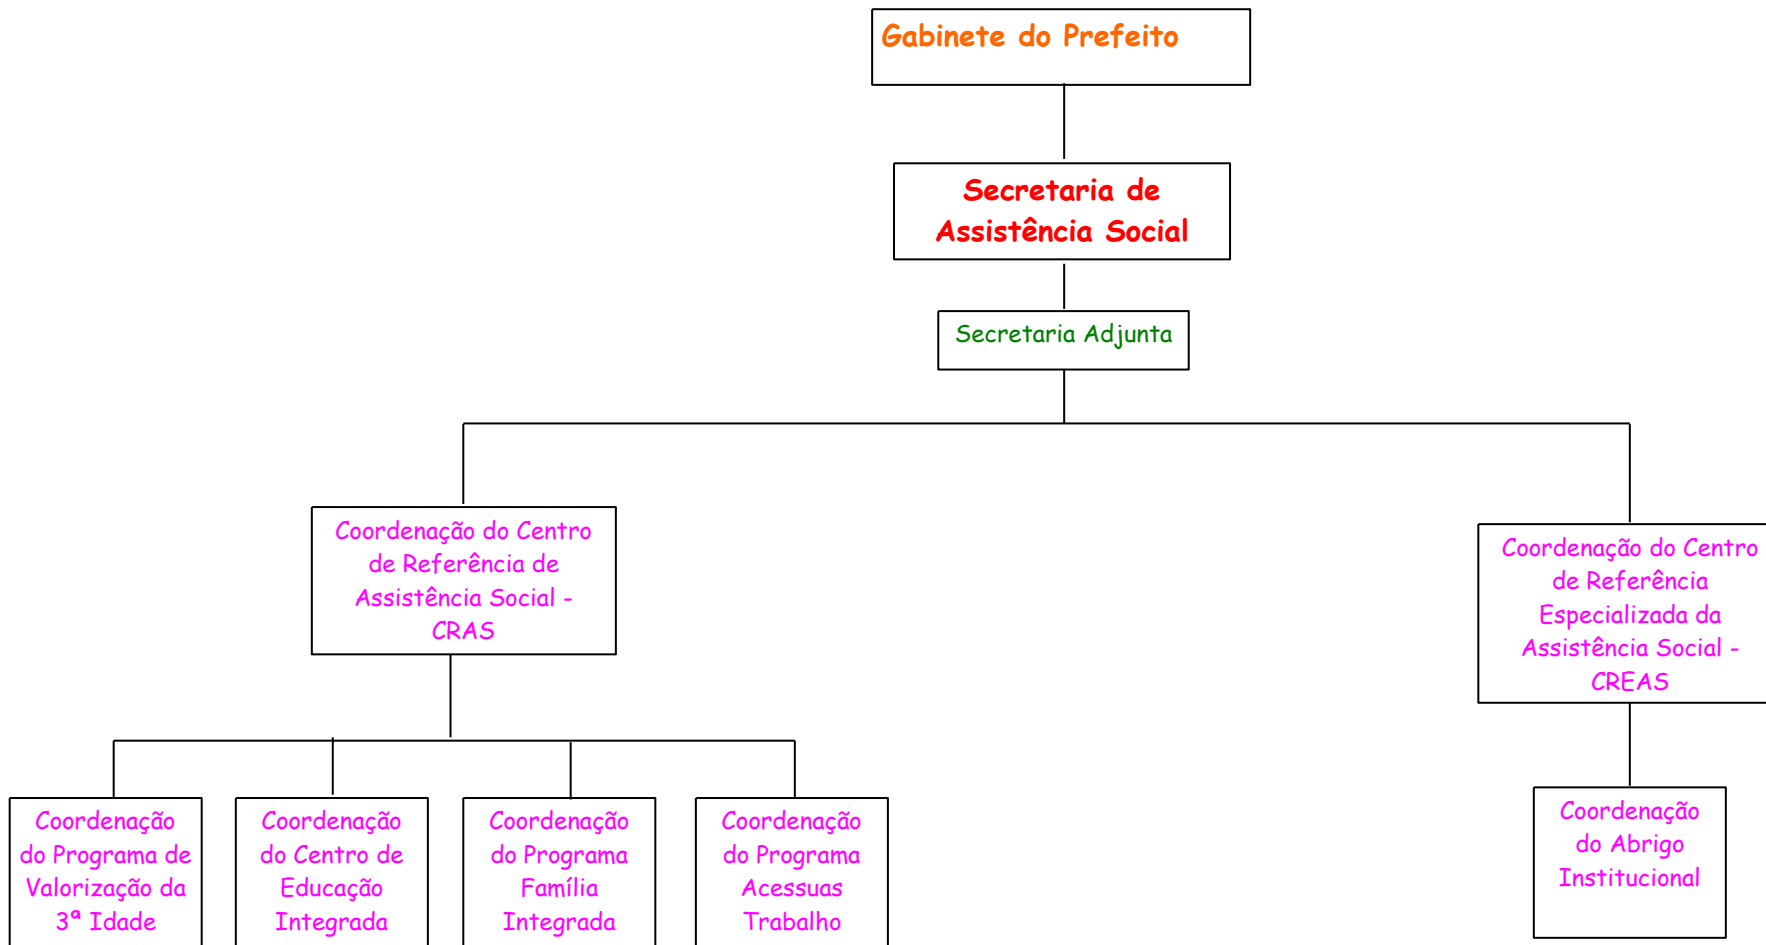 Gabinete do Prefeito
Secretaria de
Assistência Social
Secretaria Adjunta
Coordenação do Centro
de Referência de
Assistência Social -
CRAS
Coordenação do Centro
de Referência
Especializada da
Assistência Social -
CREAS
Coordenação
do Programa de
Valorização da
3ª Idade
Coordenação
do Centro de
Educação
Integrada
Coordenação
do Programa
Família
Integrada
Coordenação
do Programa
Acessuas
Trabalho
Coordenação
do Abrigo
Institucional